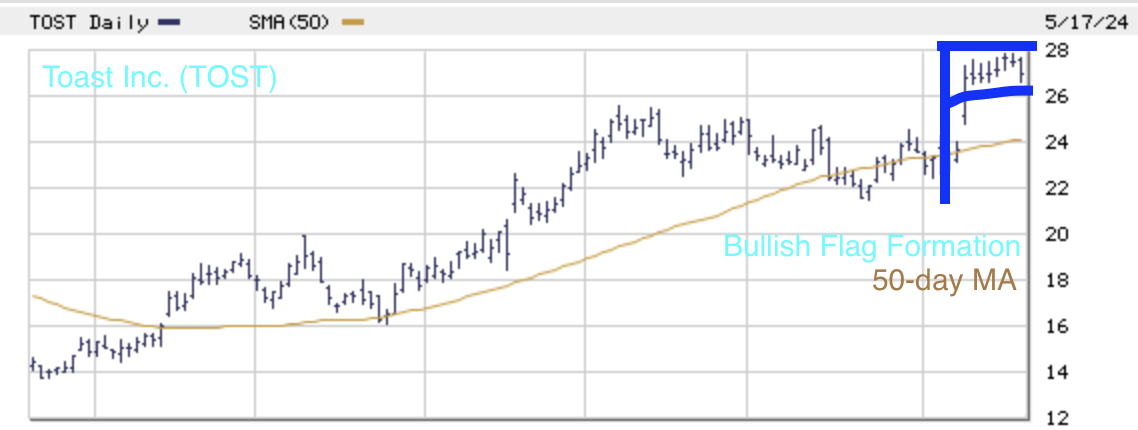 TOST Daily SMA(50) 5/17/24
Toast Inc. (TOST)
28
26
24
22
20
18
16
14
12
Bullish Flag Formation
50-day MA